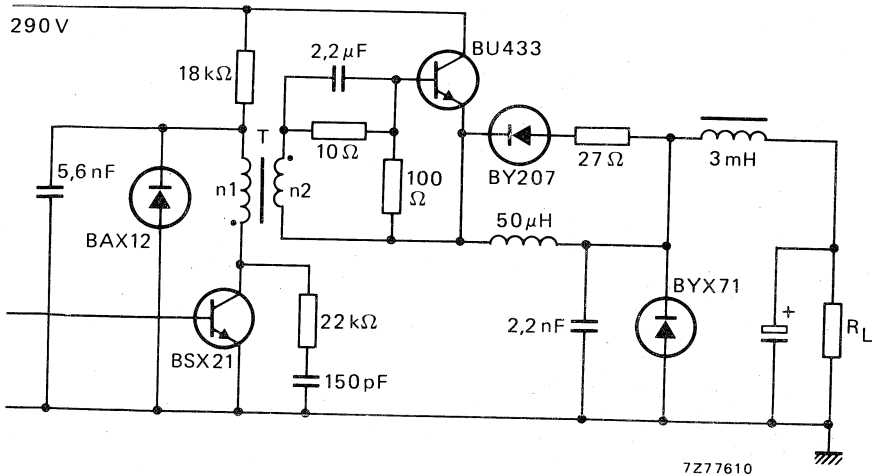 290 V
18 kΩ
2,2 μF
BU433
T
10 Ω
5,6 nF
n1
n2
100
Ω
BY207
27 Ω
3 mH
BAX12
50 μH
BYX71
BSX21
22 kΩ
2,2 nF
+
R L
150 pF
7Z77610